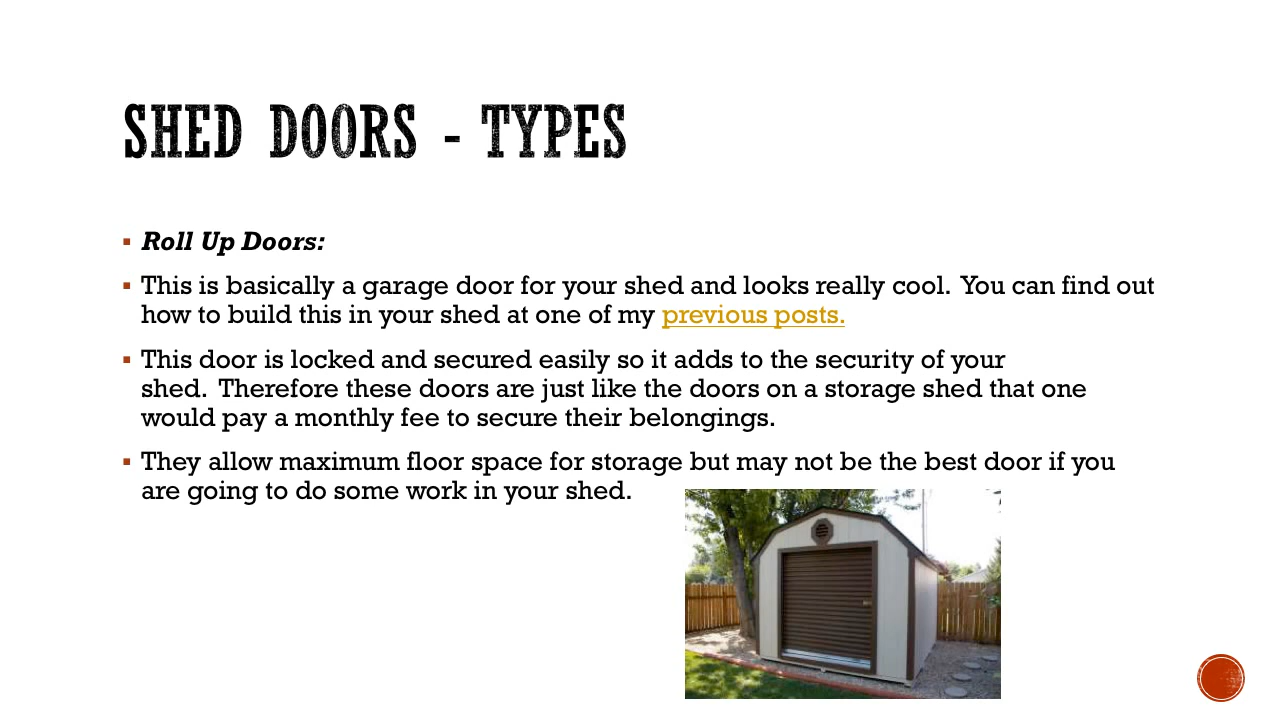 SHED DOORS - TYPES
Roll Up Doors:
This is basically a garage door for your shed and looks really cool.  You can find out
how to build this in your shed at one of my previous posts.
This door is locked and secured easily so it adds to the security of your
shed.  Therefore these doors are just like the doors on a storage shed that one
would pay a monthly fee to secure their belongings.
They allow maximum floor space for storage but may not be the best door if you
are going to do some work in your shed.